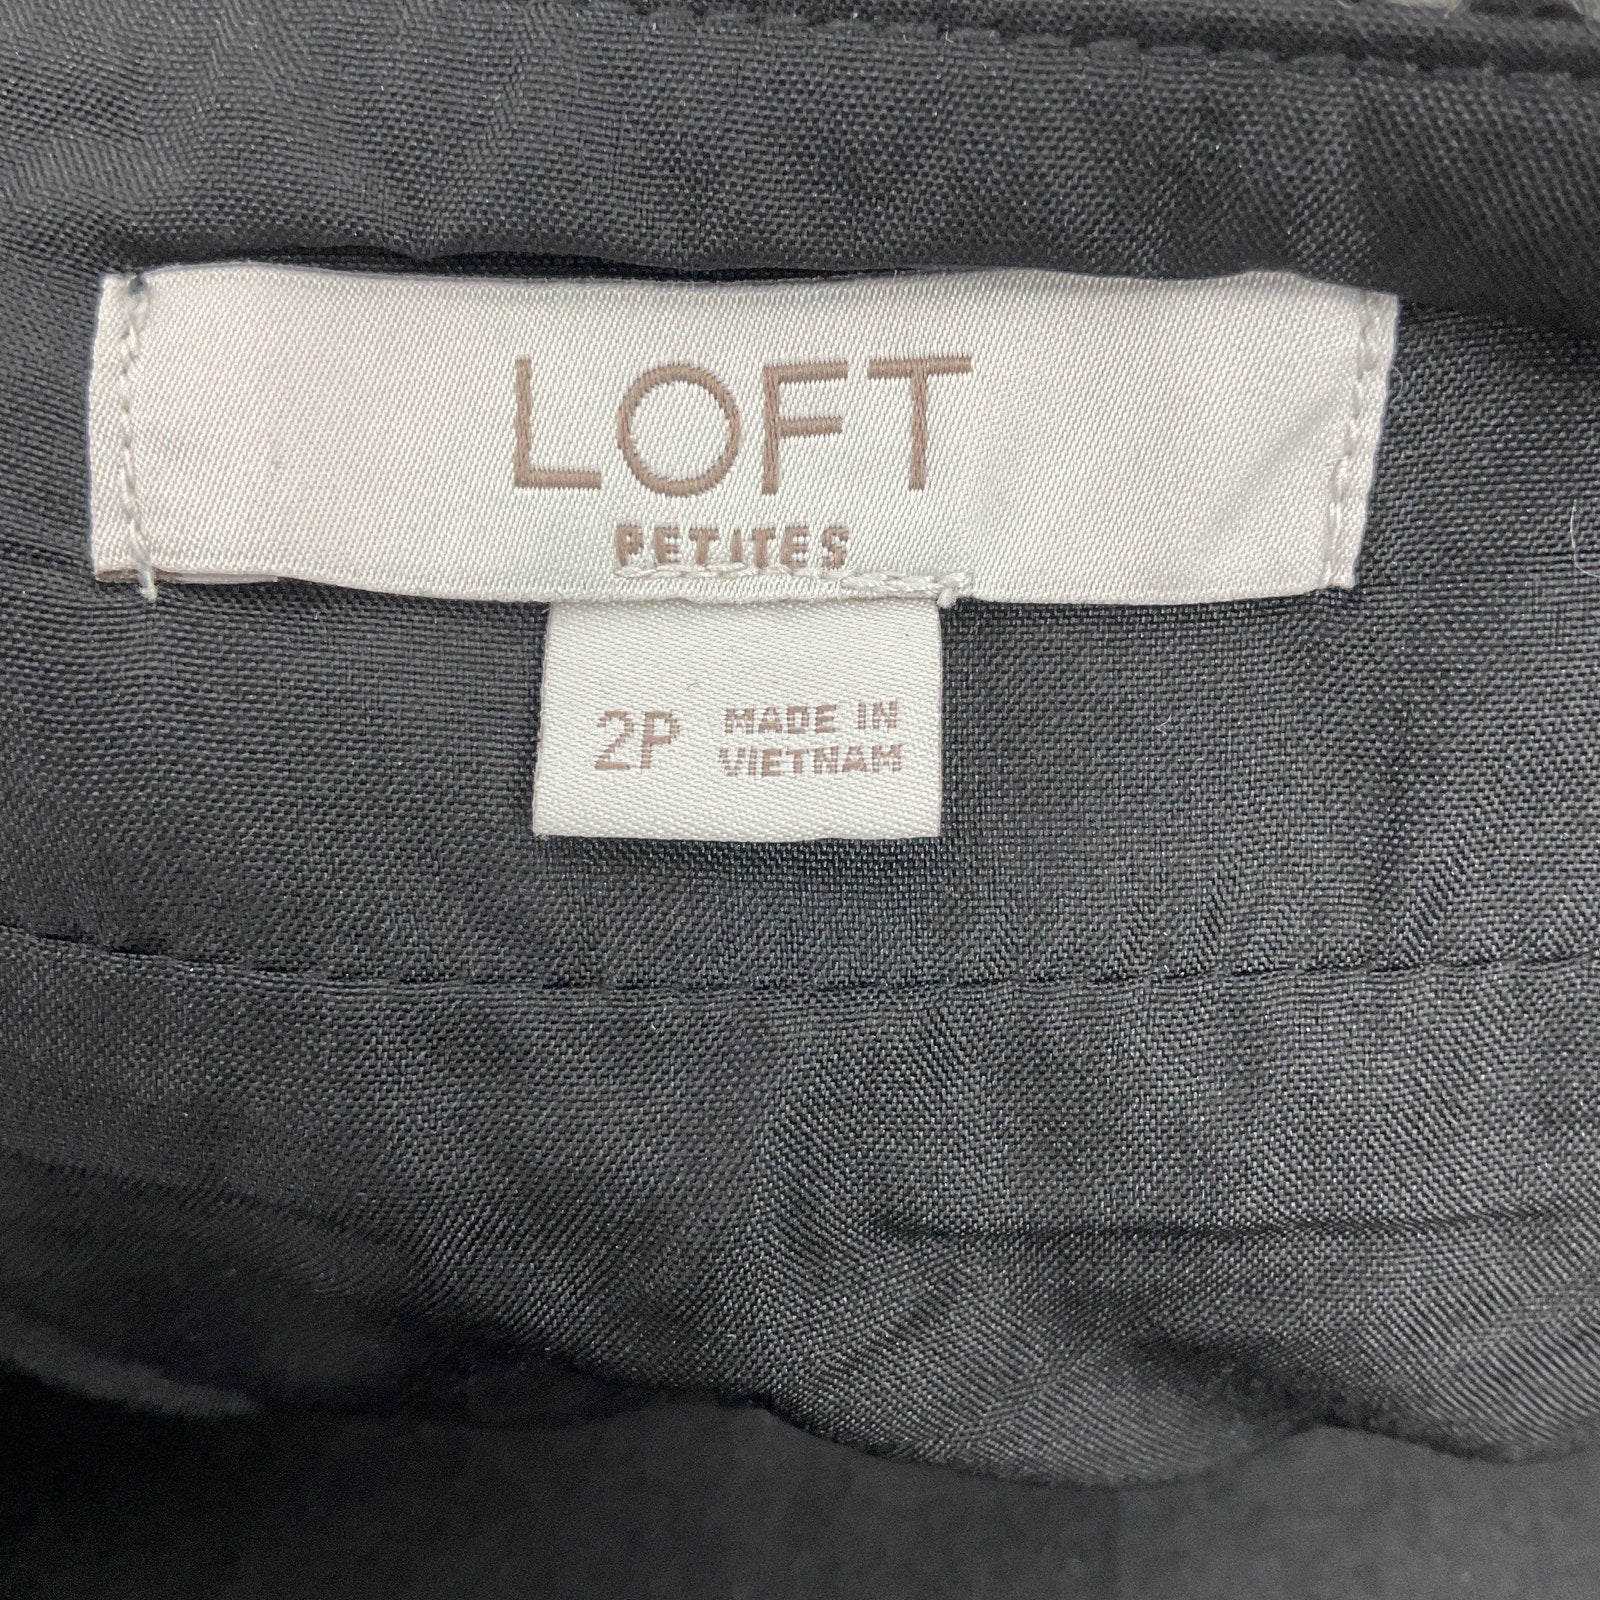 LOFT
PETITES
2P MADE IN
VIETNAM